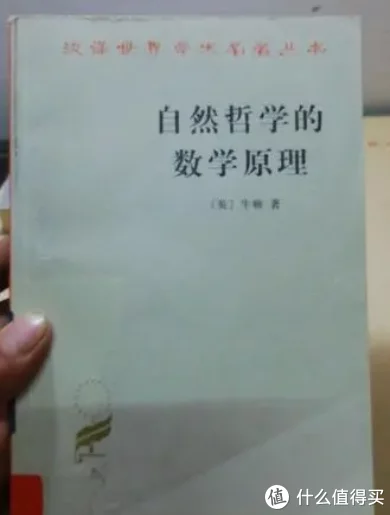 汉译世界学术名著丛书
自然哲学的
数学原理
〔英〕牛顿 著
值 什么值得买